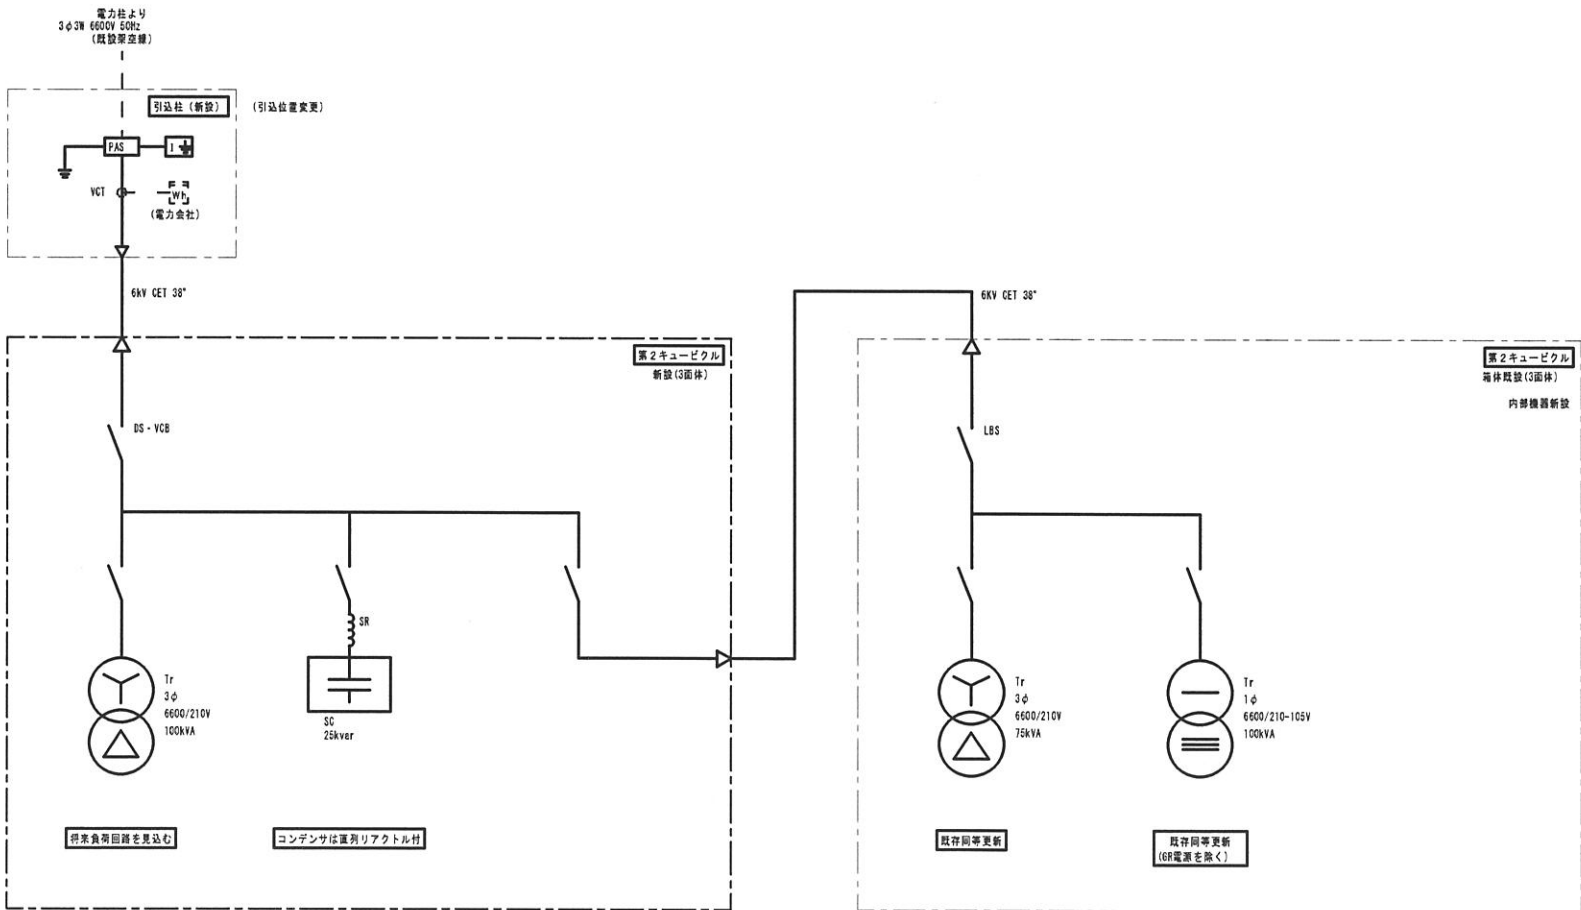 電力柱より
3φ3W 6600V 50Hz
(既設架空線)
引込柱(新設)
(引込位置変更)
PAS
I
VCT
Wh
(電力会社)
6kV CET 38°
6KV CET 38°
第2キュービクル
新設(3面体)
第2キュービクル
箱体既設(3面体)
内部機器新設
DS-VCB
LBS
SR
Tr
3φ
6600/210V
100kVA
SC
25kvar
Tr
3φ
6600/210V
75kVA
Tr
1φ
6600/210-105V
100kVA
将来負荷回路を見込む
コンデンサは直列リアクトル付
既存同等更新
既存同等更新
(GR電源を除く)